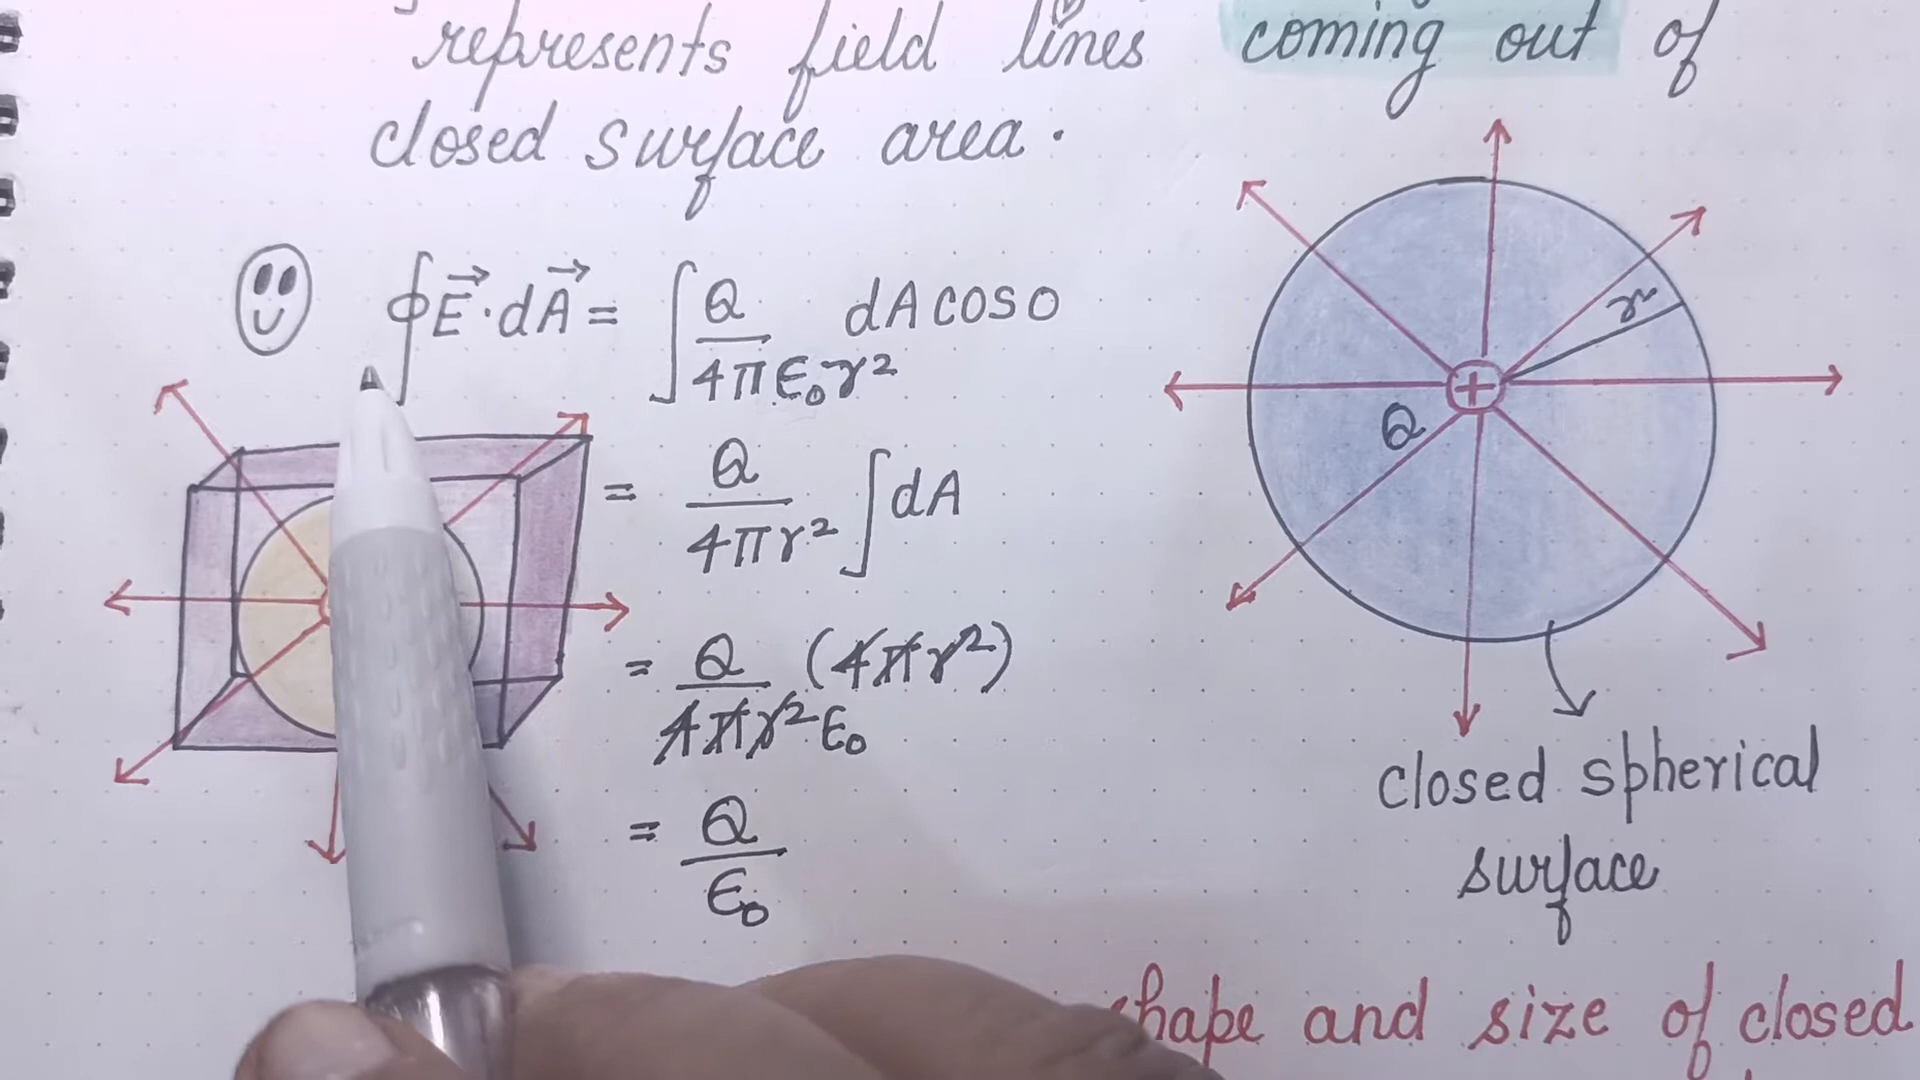 represents field lines coming out of
closed surface area.
∮E⃗·dA⃗ = ∫ Q/4πϵ₀r² dA cos0
= Q/4πr² ∫dA
= Q/4πr²ϵ₀ (4πr²)
= Q/ϵ₀
r
+
Q
closed spherical
surface
shape and size of closed